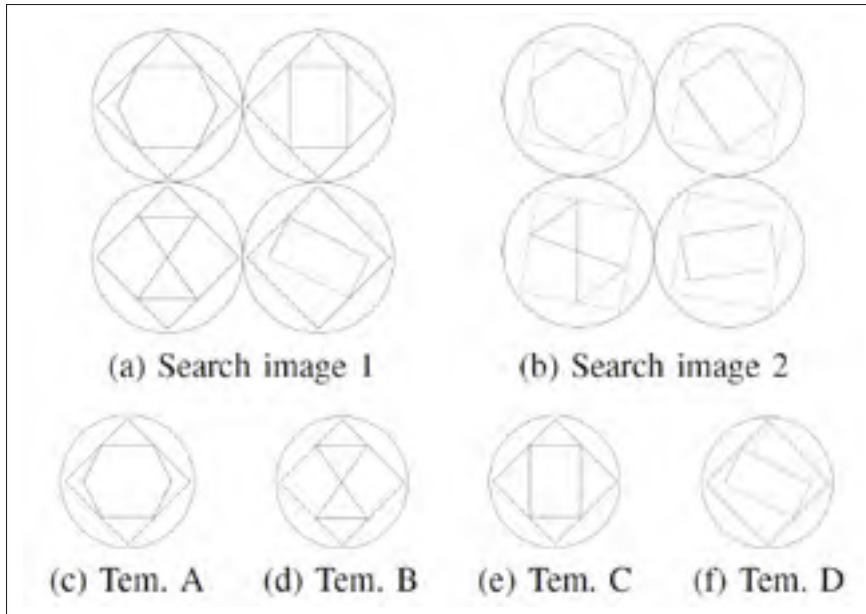 (a) Search image 1
(b) Search image 2
(c) Tem. A
(d) Tem. B
(e) Tem. C
(f) Tem. D